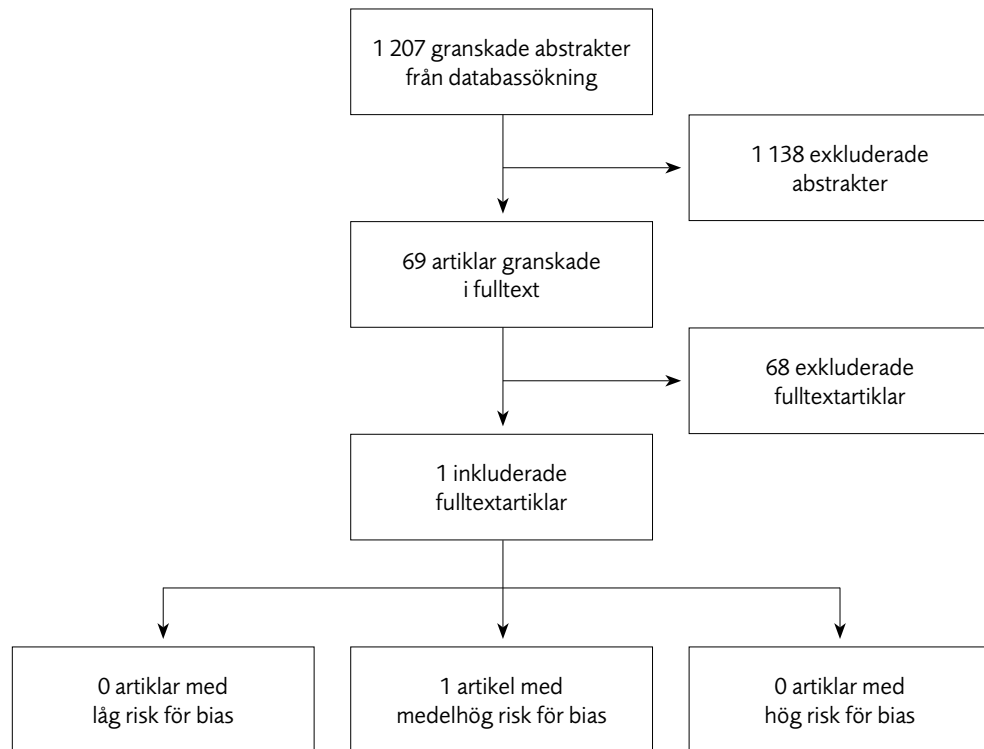 1 207 granskade abstrakter
från databassökning
1 138 exkluderade
abstrakter
69 artiklar granskade
i fulltext
68 exkluderade
fulltextartiklar
1 inkluderade
fulltextartiklar
0 artiklar med
låg risk för bias
1 artikel med
medelhög risk för bias
0 artiklar med
hög risk för bias